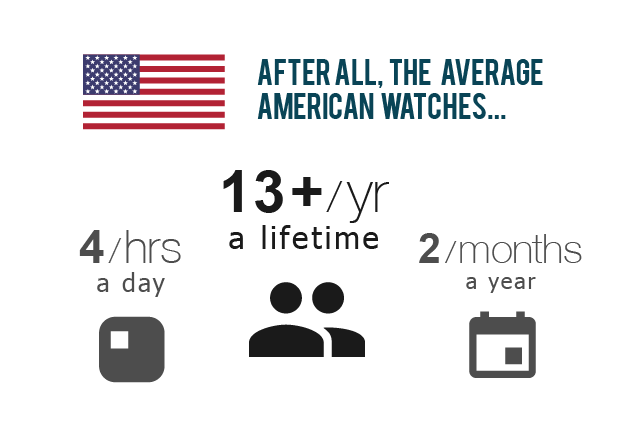 AFTER ALL, THE AVERAGE
AMERICAN WATCHES...
13+/yr
a lifetime
4/hrs
a day
2/months
a year